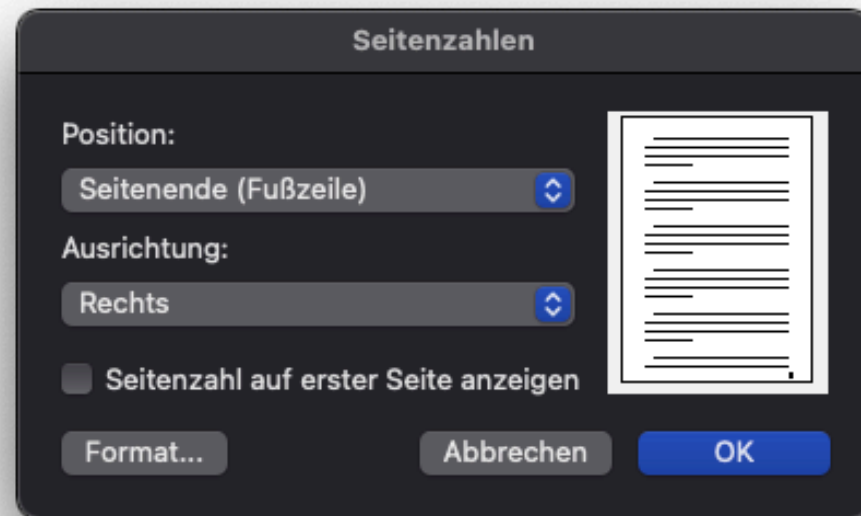 Seitenzahlen
Position:
Seitenende (Fußzeile)
Ausrichtung:
Rechts
Seitenzahl auf erster Seite anzeigen
Format...
Abbrechen
OK